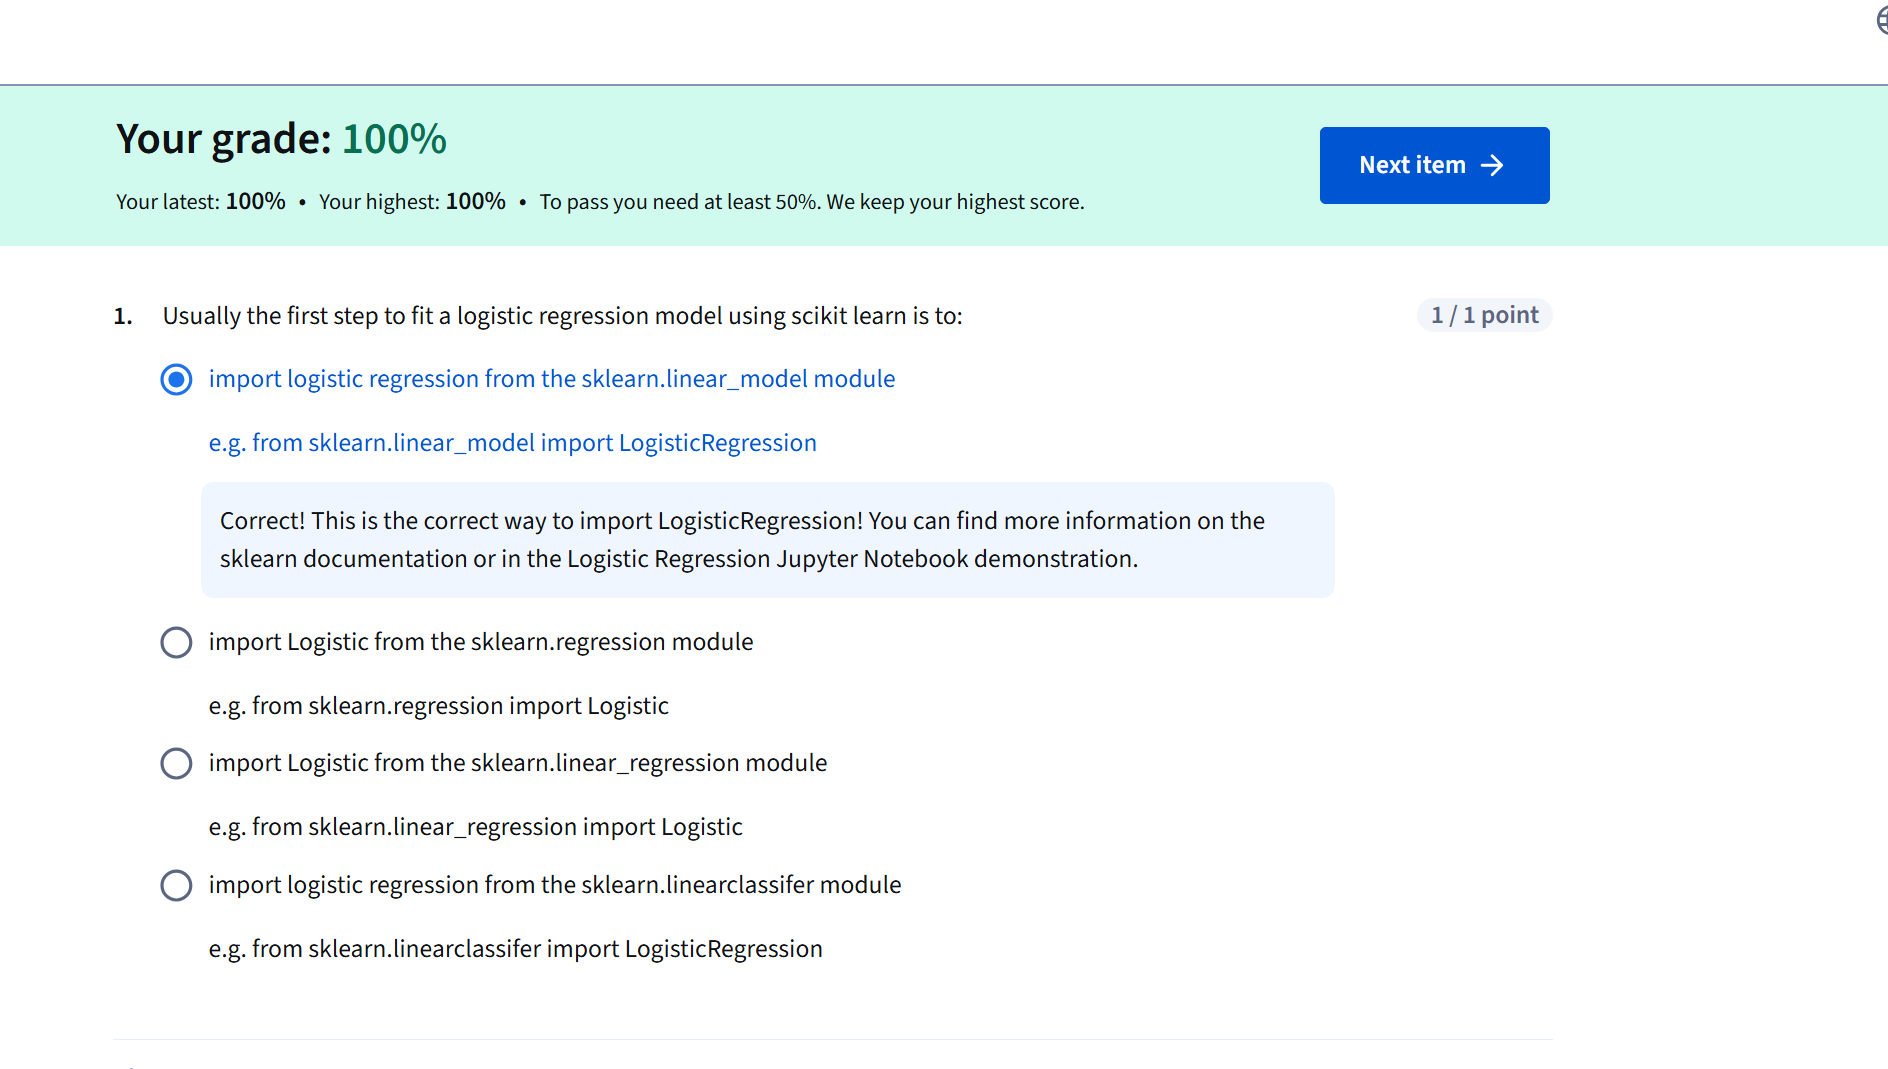 Your grade: 100%
Next item
Your latest: 100% • Your highest: 100% • To pass you need at least 50%. We keep your highest score.
1. Usually the first step to fit a logistic regression model using scikit learn is to:
1 / 1 point
import logistic regression from the sklearn.linear_model module
e.g. from sklearn.linear_model import LogisticRegression
Correct! This is the correct way to import LogisticRegression! You can find more information on the
sklearn documentation or in the Logistic Regression Jupyter Notebook demonstration.
import Logistic from the sklearn.regression module
e.g. from sklearn.regression import Logistic
import Logistic from the sklearn.linear_regression module
e.g. from sklearn.linear_regression import Logistic
import logistic regression from the sklearn.linearclassifer module
e.g. from sklearn.linearclassifer import LogisticRegression